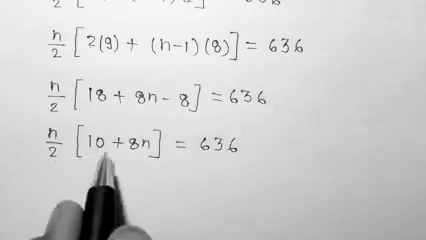 n/2 [2(9) + (n-1)(8)] = 636
n/2 [18 + 8n - 8] = 636
n/2 [10 + 8n] = 636